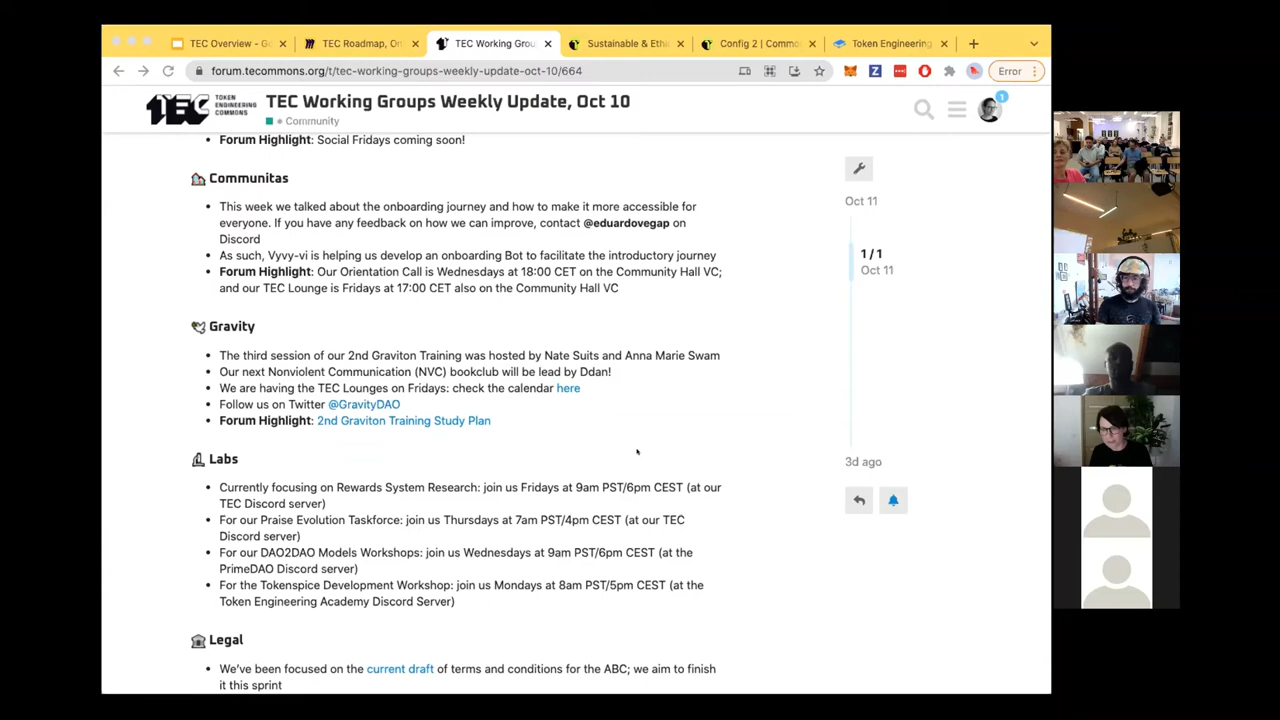 TEC Overview - Go
TEC Roadmap, On
TEC Working Grou
Sustainable & Ethi
Config 2 | Commo
Token Engineering
forum.tecommons.org/t/tec-working-groups-weekly-update-oct-10/664
Error
TEC TOKEN ENGINEERING COMMONS
TEC Working Groups Weekly Update, Oct 10
Community
1
• Forum Highlight: Social Fridays coming soon!
Communitas
• This week we talked about the onboarding journey and how to make it more accessible for
everyone. If you have any feedback on how we can improve, contact @eduardovegap on
Discord
• As such, Vyvy-vi is helping us develop an onboarding Bot to facilitate the introductory journey
• Forum Highlight: Our Orientation Call is Wednesdays at 18:00 CET on the Community Hall VC;
and our TEC Lounge is Fridays at 17:00 CET also on the Community Hall VC
Gravity
• The third session of our 2nd Graviton Training was hosted by Nate Suits and Anna Marie Swam
• Our next Nonviolent Communication (NVC) bookclub will be lead by Ddan!
• We are having the TEC Lounges on Fridays: check the calendar here
• Follow us on Twitter @GravityDAO
• Forum Highlight: 2nd Graviton Training Study Plan
Labs
• Currently focusing on Rewards System Research: join us Fridays at 9am PST/6pm CEST (at our
TEC Discord server)
• For our Praise Evolution Taskforce: join us Thursdays at 7am PST/4pm CEST (at our TEC
Discord server)
• For our DAO2DAO Models Workshops: join us Wednesdays at 9am PST/6pm CEST (at the
PrimeDAO Discord server)
• For the Tokenspice Development Workshop: join us Mondays at 8am PST/5pm CEST (at the
Token Engineering Academy Discord Server)
Legal
• We've been focused on the current draft of terms and conditions for the ABC; we aim to finish
it this sprint
Oct 11
1 / 1
Oct 11
3d ago